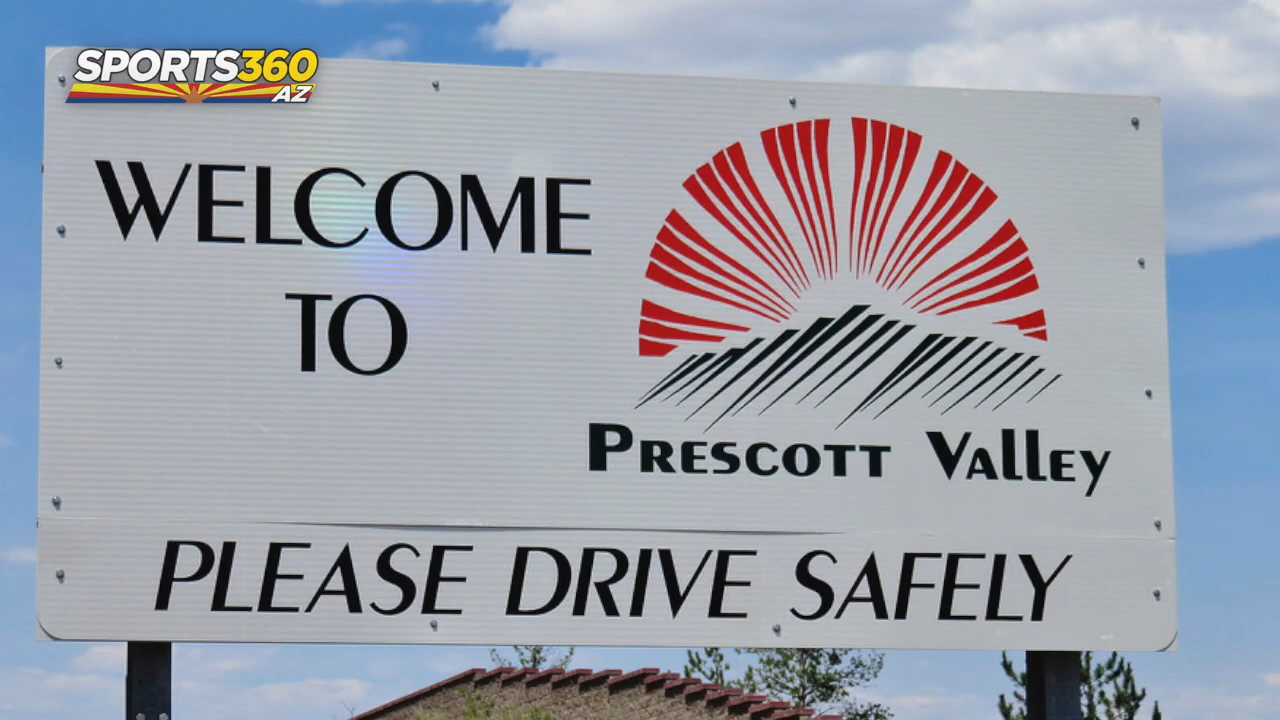 SPORTS360
AZ
WELCOME
TO
PRESCOTT VAllEY
PLEASE DRIVE SAFELY